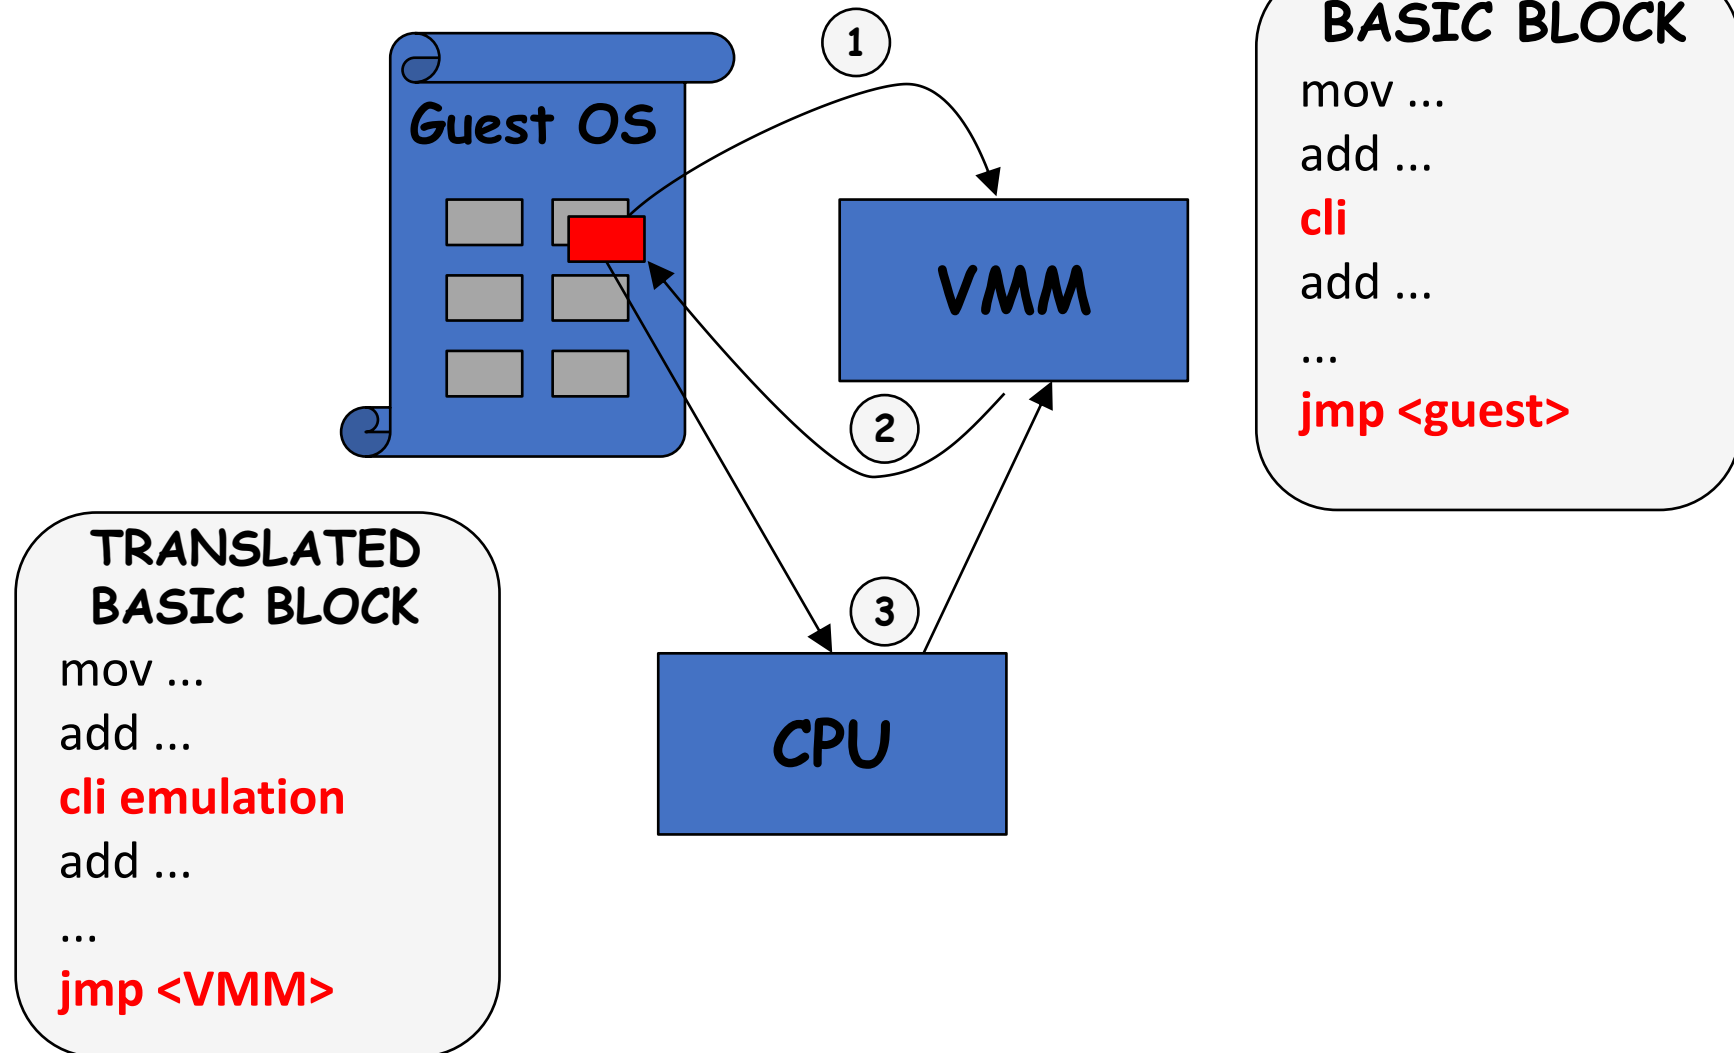 1
Guest OS
VMM
2
3
CPU
BASIC BLOCK
mov ...
add ...
cli
add ...
...
jmp <guest>
TRANSLATED
BASIC BLOCK
mov ...
add ...
cli emulation
add ...
...
jmp <VMM>